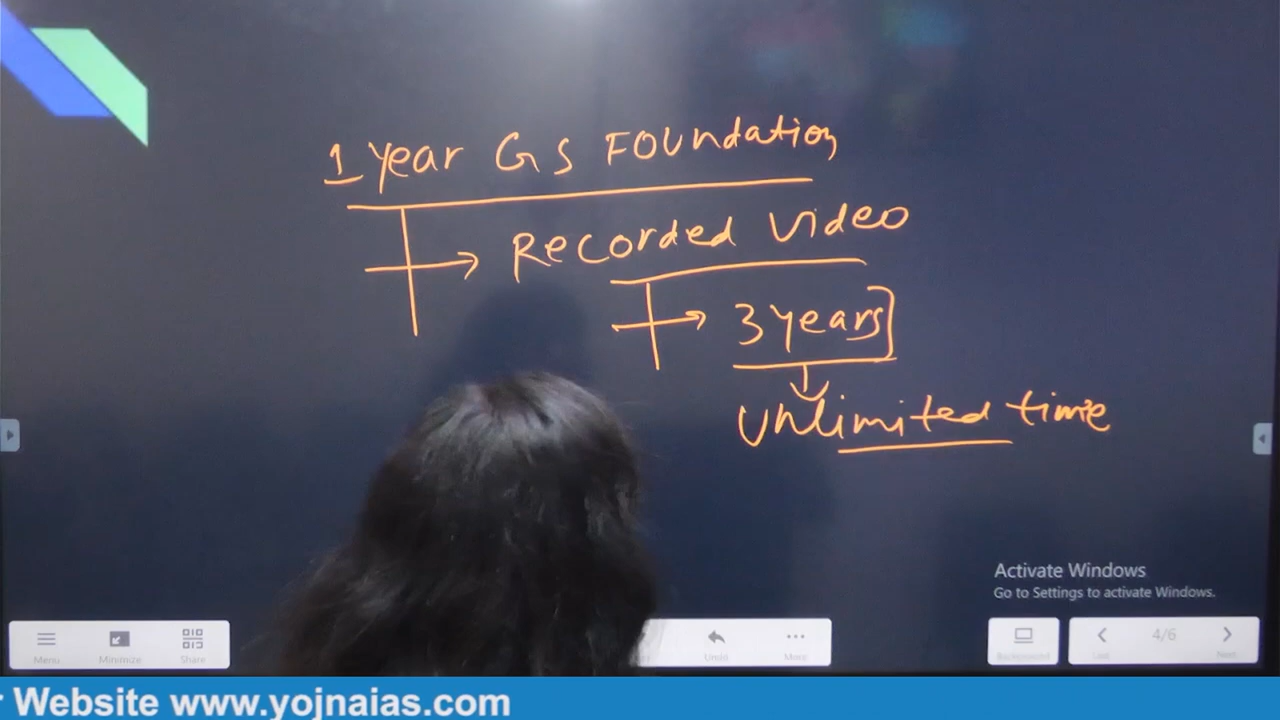 1 year GS Foundation
Recorded Video
3 years
Unlimited time
Activate Windows
Go to Settings to activate Windows.
Menu
Minimize
Share
Undo
More
Background
4/6
Next
Website www.yojnaias.com